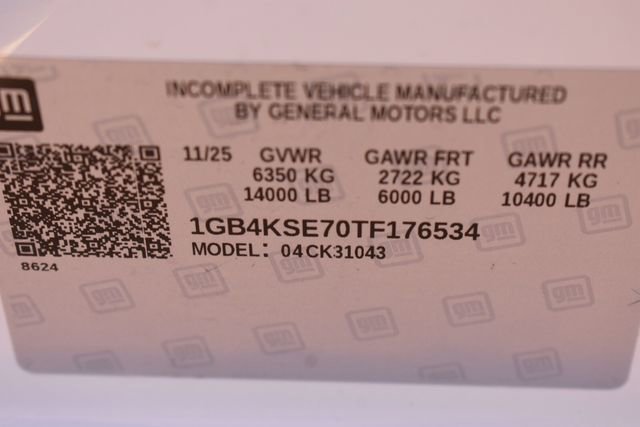 gm
INCOMPLETE VEHICLE MANUFACTURED
BY GENERAL MOTORS LLC
11/25 GVWR GAWR FRT GAWR RR
6350 KG 2722 KG 4717 KG
14000 LB 6000 LB 10400 LB
1GB4KSE70TF176534
MODEL: 04CK31043
8624